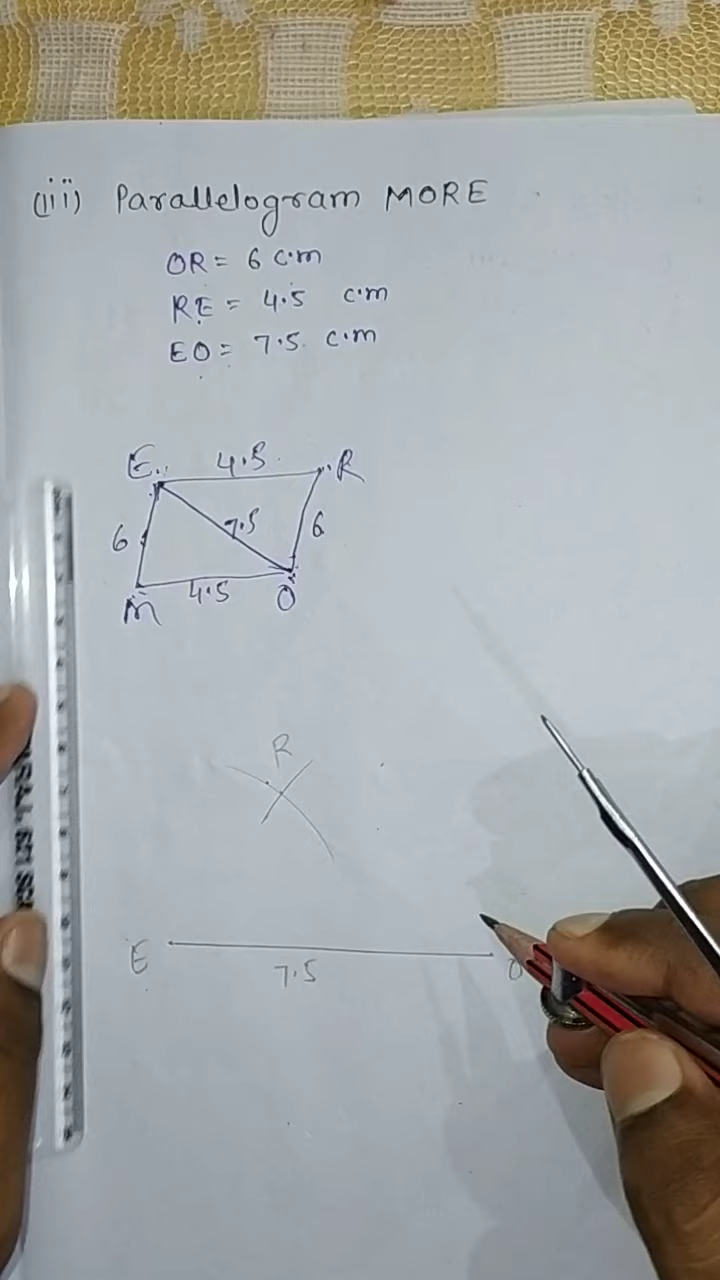 (iii) Parallelogram MORE
OR = 6 c.m
RE = 4.5 c.m
EO = 7.5 c.m
E 4.5 R
6 7.5 6
M 4.5 O
R
E 7.5 O